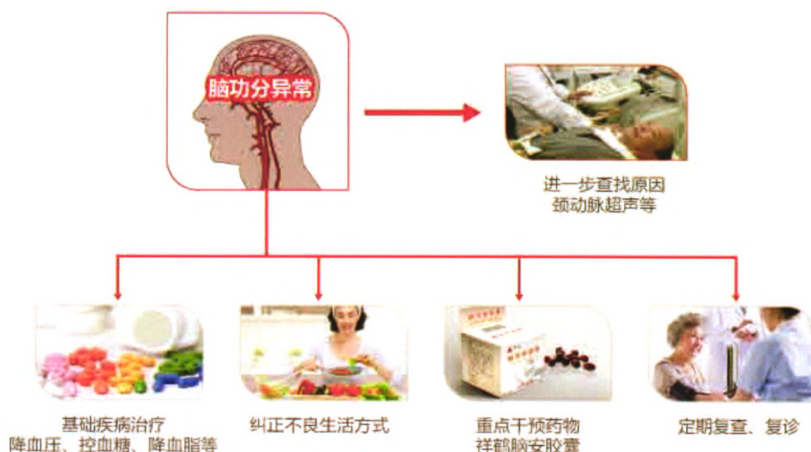 脑功分异常
进一步查找原因
颈动脉超声等
基础疾病治疗
降血压、控血糖、降血脂等
纠正不良生活方式
重点干预药物
祥鹤脑安胶囊
定期复查、复诊